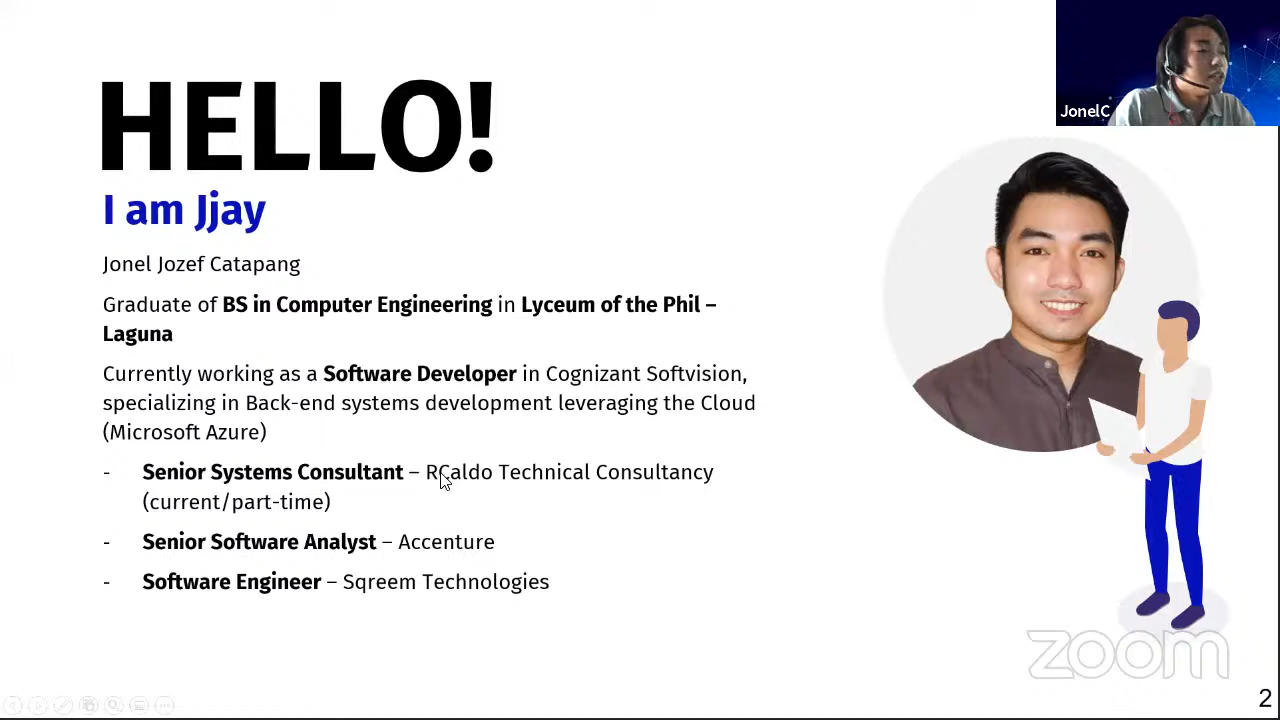 JonelC
HELLO!
I am Jjay
Jonel Jozef Catapang
Graduate of BS in Computer Engineering in Lyceum of the Phil –
Laguna
Currently working as a Software Developer in Cognizant Softvision,
specializing in Back-end systems development leveraging the Cloud
(Microsoft Azure)
- Senior Systems Consultant – RCaldo Technical Consultancy
(current/part-time)
- Senior Software Analyst – Accenture
- Software Engineer – Sqreem Technologies
zoom
2